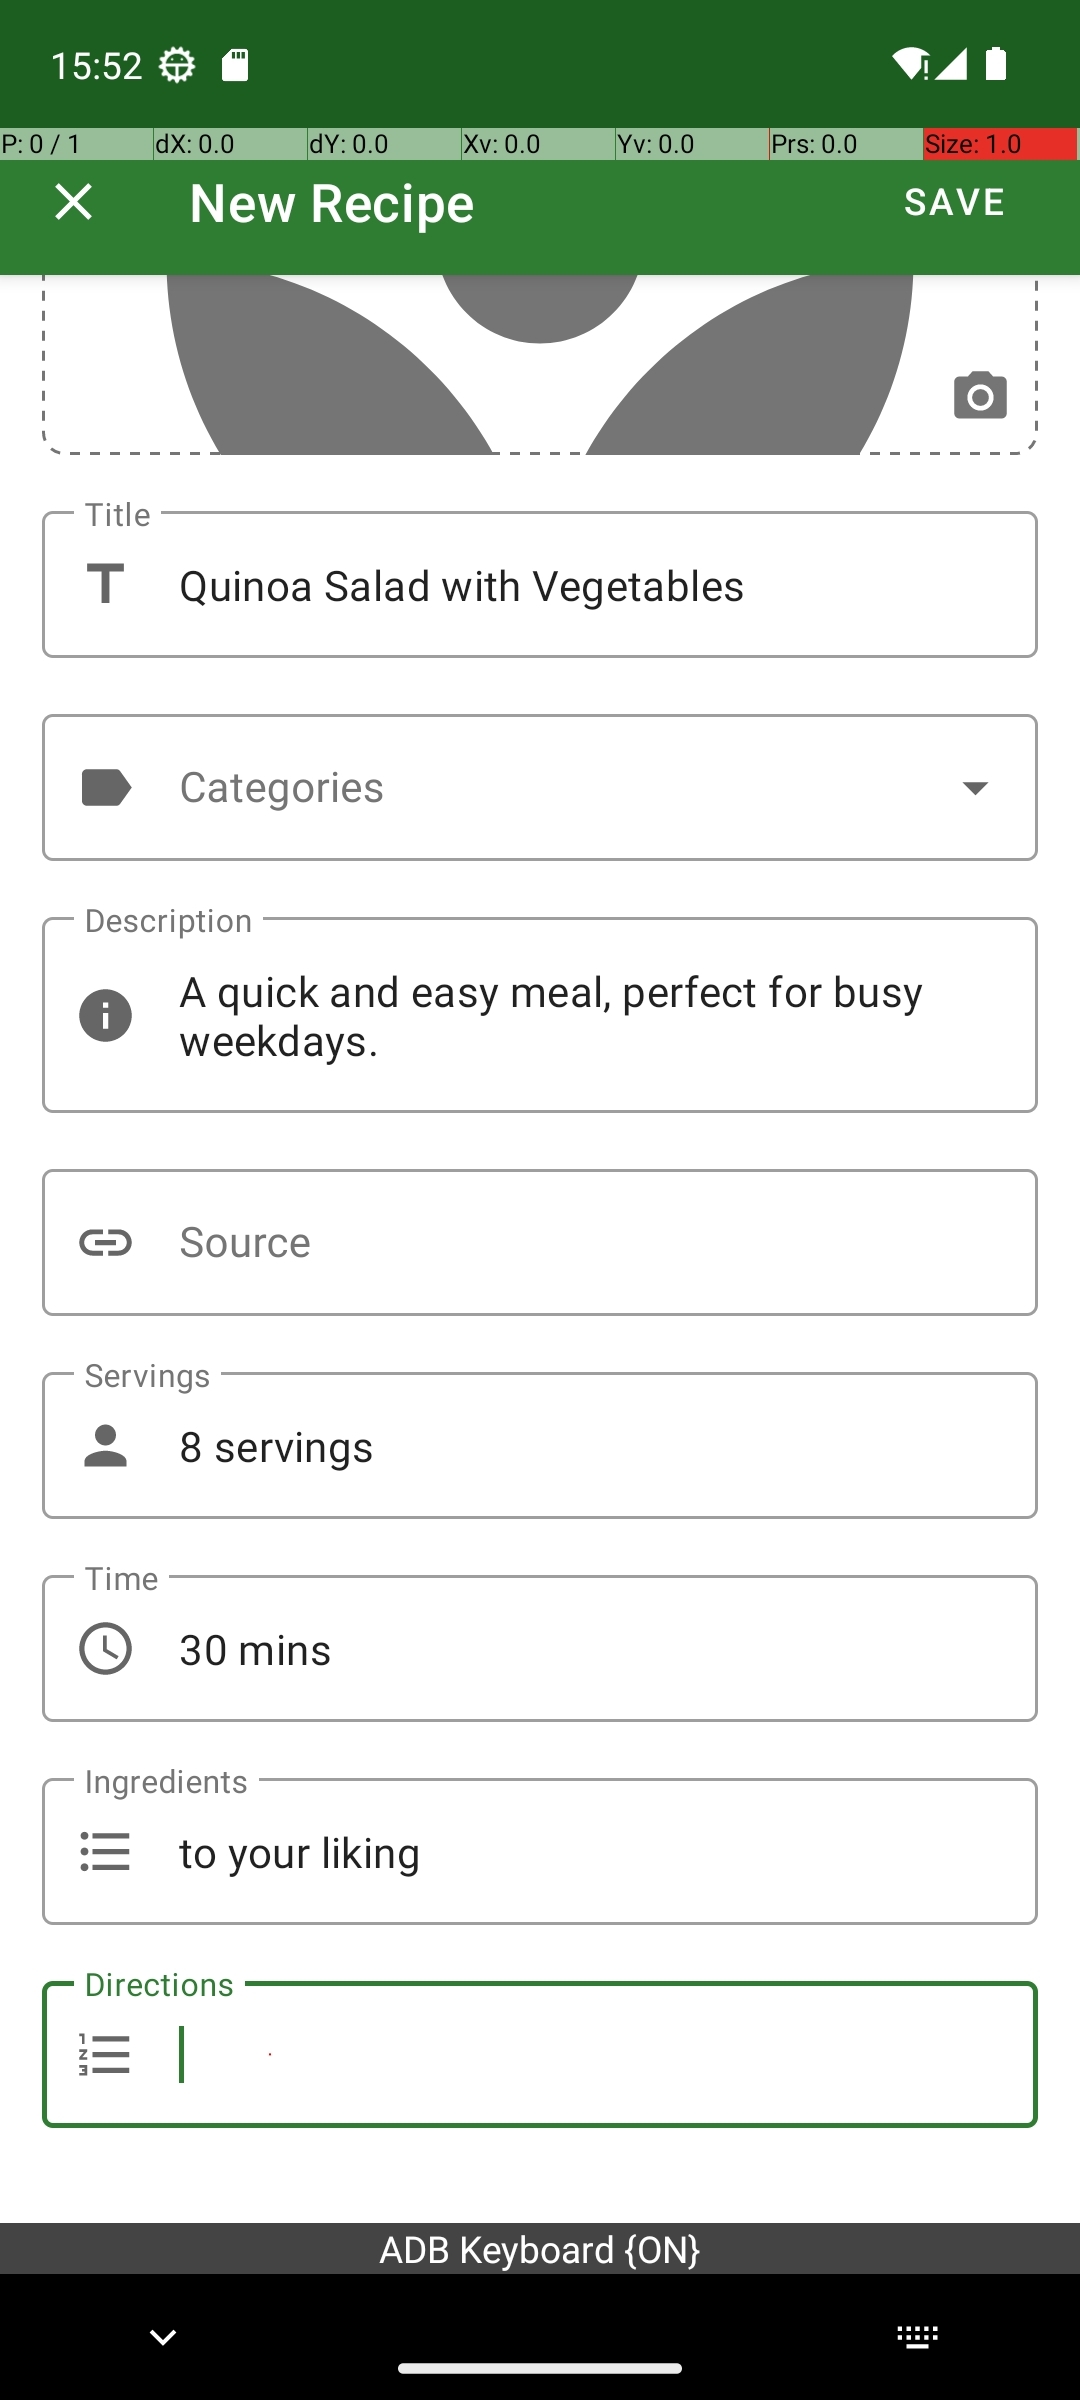 15:52
P: 0 / 1 dX: 0.0 dY: 0.0 Xv: 0.0 Yv: 0.0 Prs: 0.0 Size: 1.0
New Recipe SAVE
Title
Quinoa Salad with Vegetables
Categories
Description
A quick and easy meal, perfect for busy
weekdays.
Source
Servings
8 servings
Time
30 mins
Ingredients
to your liking
Directions
ADB Keyboard {ON}